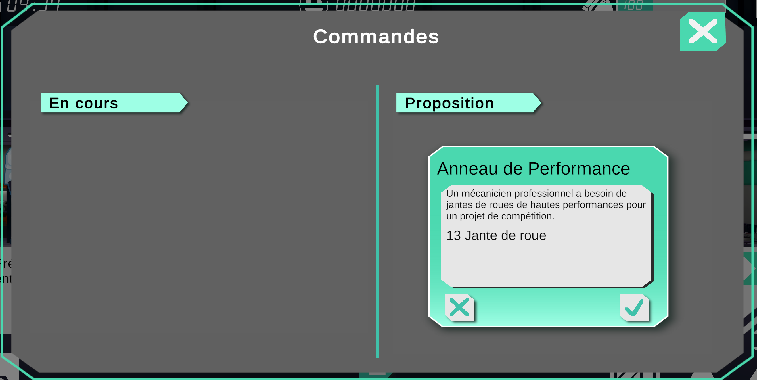 Commandes
En cours
Proposition
Anneau de Performance
Un mécanicien professionnel a besoin de
jantes de roues de hautes performances pour
un projet de compétition.
13 Jante de roue